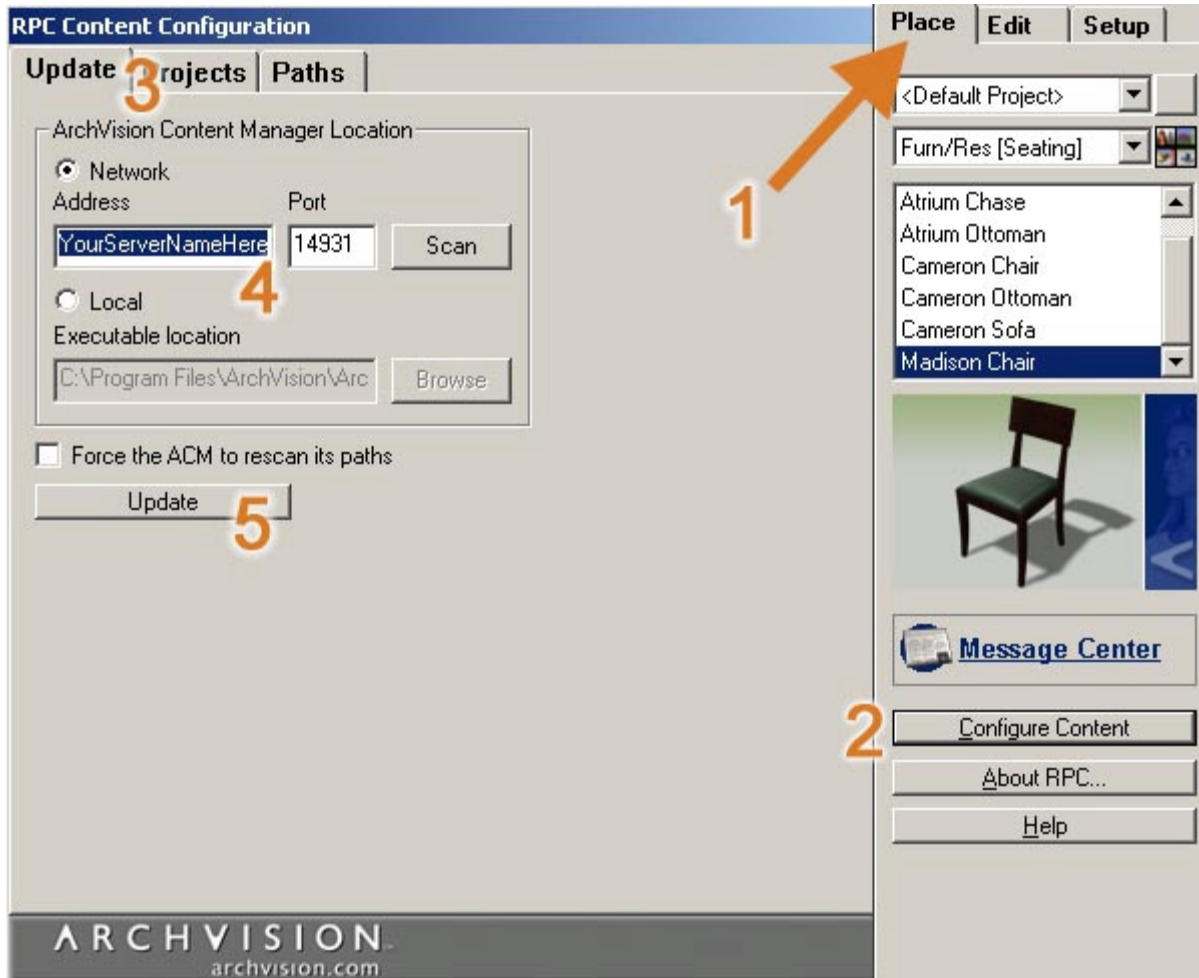 RPC Content Configuration
Update Projects Paths
3
ArchVision Content Manager Location
Network
Address Port
YourServerNameHere 14931 Scan
4
Local
Executable location
C:\Program Files\ArchVision\Arc Browse
Force the ACM to rescan its paths
Update
5
ARCHVISION
archvision.com
Place Edit Setup
<Default Project>
1
Furn/Res [Seating]
Atrium Chase
Atrium Ottoman
Cameron Chair
Cameron Ottoman
Cameron Sofa
Madison Chair
Message Center
2
Configure Content
About RPC...
Help